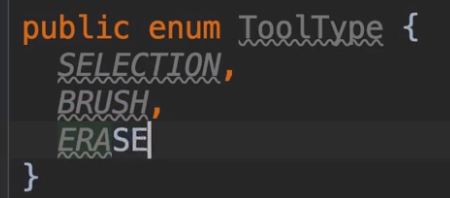 public enum ToolType {
SELECTION,
BRUSH,
ERASE
}